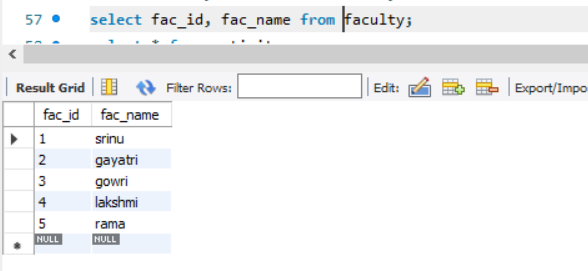 57 select fac_id, fac_name from faculty;
Result Grid Filter Rows: Edit: Export/Impo
fac_id fac_name
1 srinu
2 gayatri
3 gowri
4 lakshmi
5 rama
NULL NULL